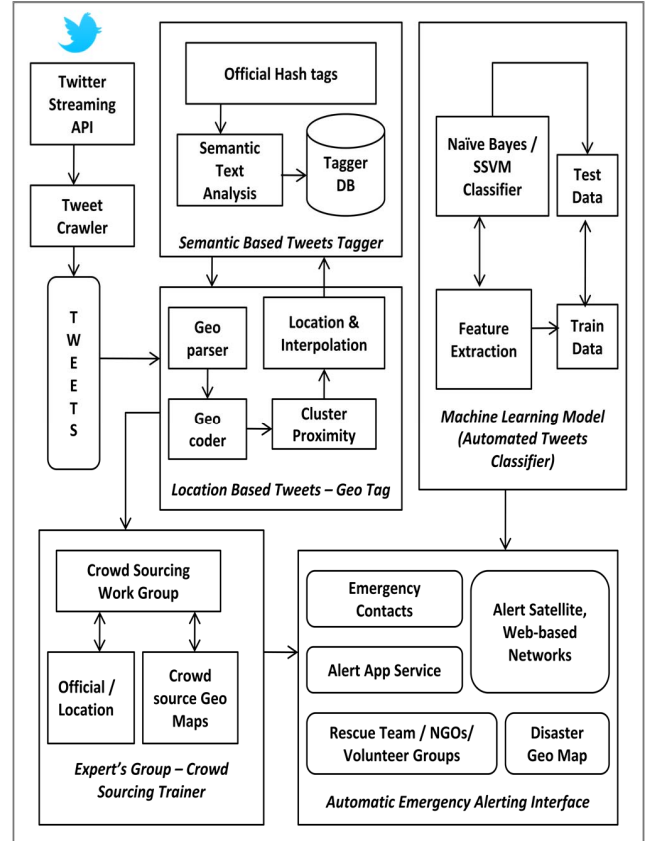 Twitter
Streaming
API
Tweet
Crawler
T
W
E
E
T
S
Official Hash tags
Semantic
Text
Analysis
Tagger
DB
Semantic Based Tweets Tagger
Geo
parser
Location &
Interpolation
Geo
coder
Cluster
Proximity
Location Based Tweets – Geo Tag
Naïve Bayes /
SSVM
Classifier
Test
Data
Feature
Extraction
Train
Data
Machine Learning Model
(Automated Tweets
Classifier)
Crowd Sourcing
Work Group
Official /
Location
Crowd
source Geo
Maps
Expert's Group – Crowd
Sourcing Trainer
Emergency
Contacts
Alert Satellite,
Web-based
Networks
Alert App Service
Rescue Team / NGOs/
Volunteer Groups
Disaster
Geo Map
Automatic Emergency Alerting Interface